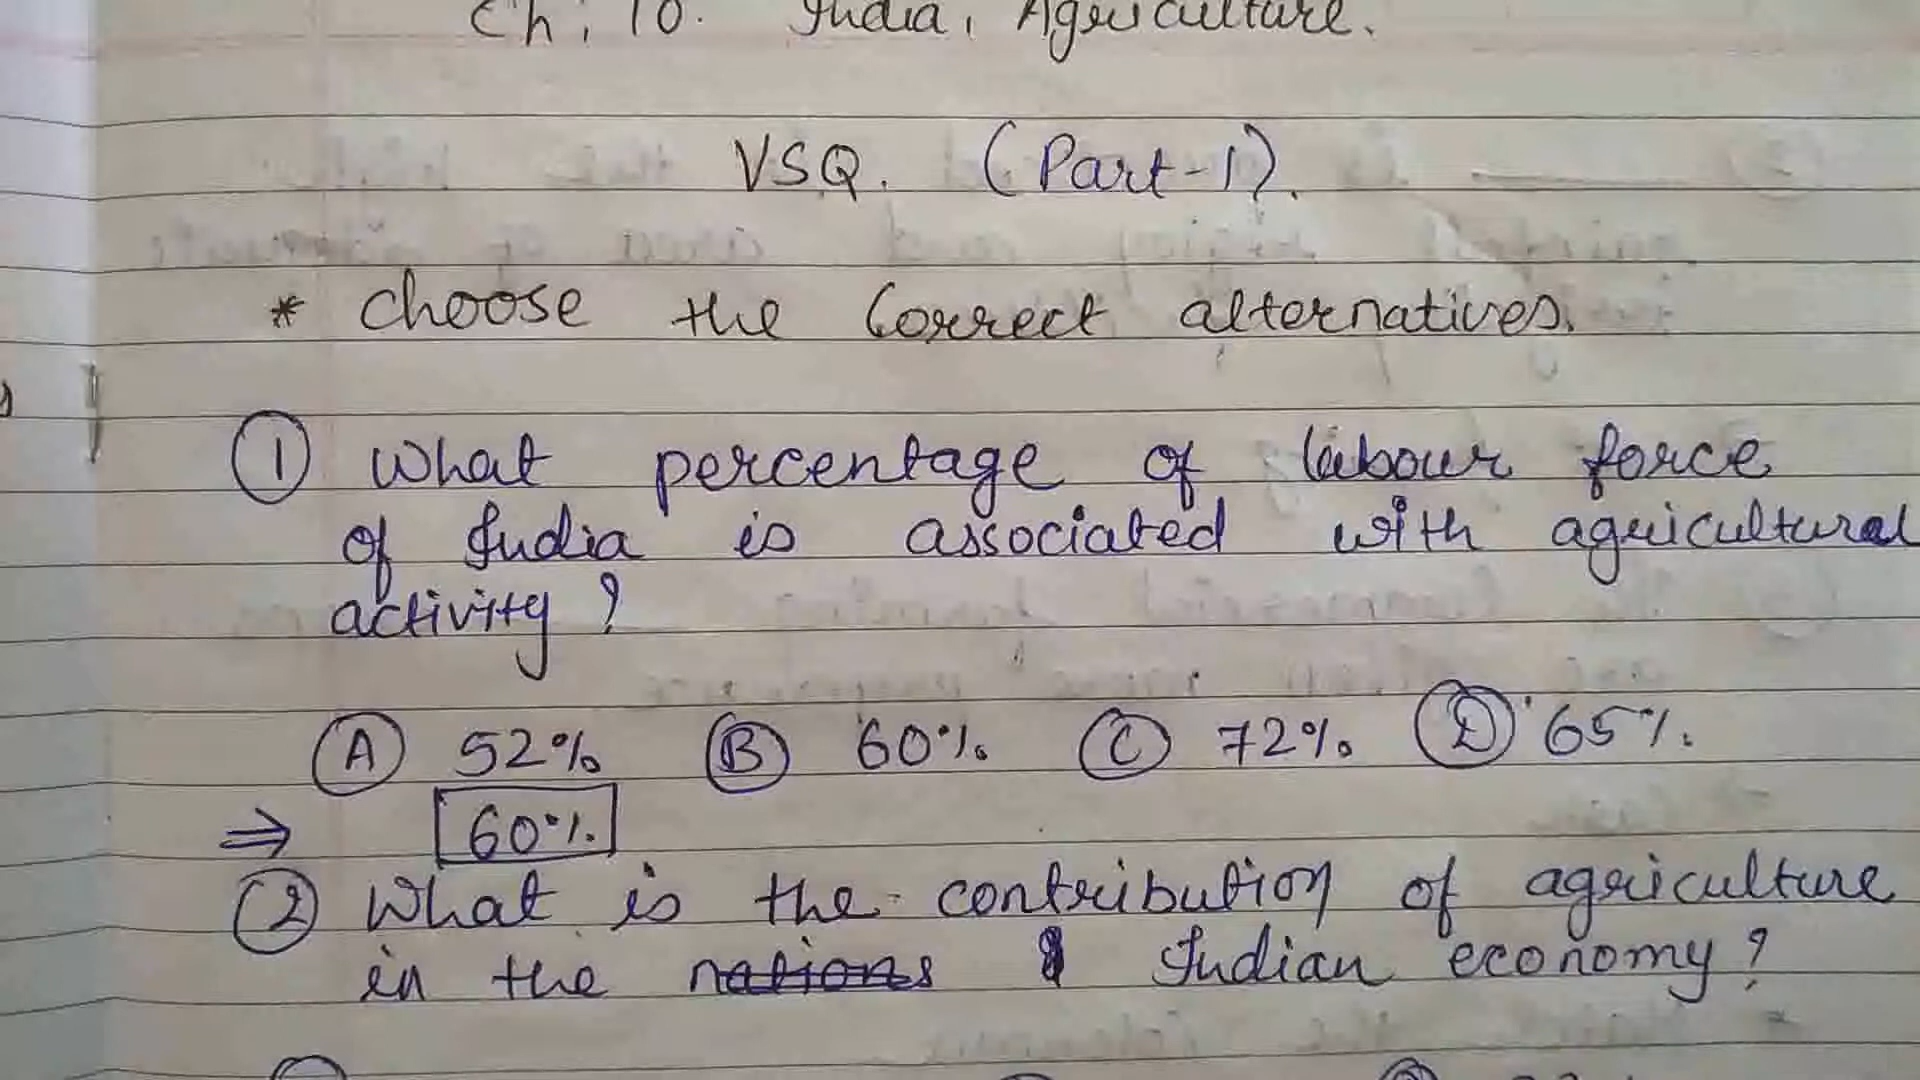 Ch. 10. India, Agriculture.
VSQ. (Part-1).
* Choose the Correct alternatives.
① What percentage of labour force
of India is associated with agricultural
activity?
Ⓐ 52% Ⓑ 60% Ⓒ 72% Ⓓ 65%.
⇒ 60%.
② What is the contribution of agriculture
in the nations Indian economy?